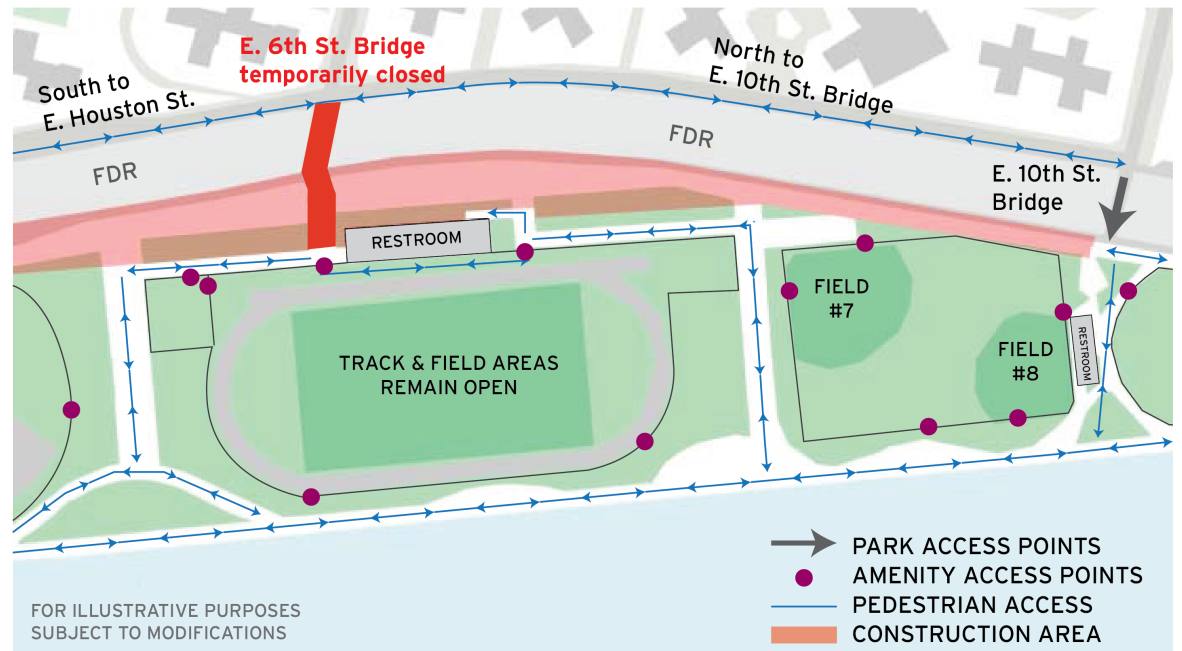 E. 6th St. Bridge
temporarily closed
North to
E. 10th St. Bridge
South to
E. Houston St.
FDR
FDR
E. 10th St.
Bridge
RESTROOM
FIELD
#7
FIELD
#8
RESTROOM
TRACK & FIELD AREAS
REMAIN OPEN
PARK ACCESS POINTS
AMENITY ACCESS POINTS
PEDESTRIAN ACCESS
CONSTRUCTION AREA
FOR ILLUSTRATIVE PURPOSES
SUBJECT TO MODIFICATIONS